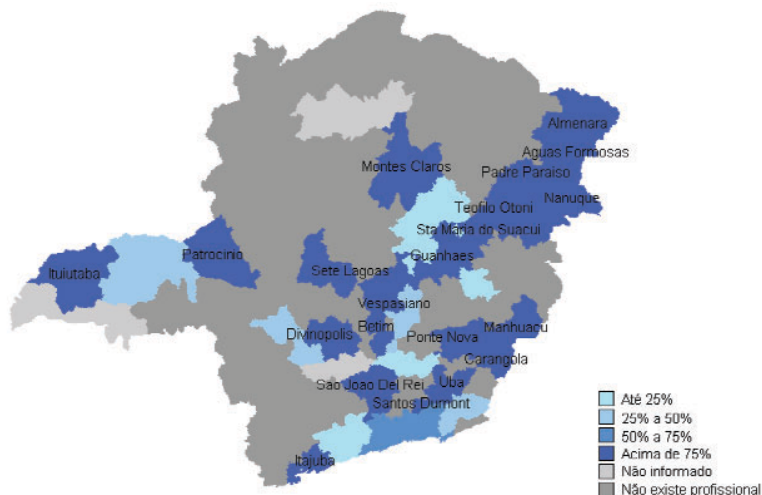 Almenara
Aguas Formosas
Montes Claros
Padre Paraiso
Nanuque
Teofilo Otoni
Sta Maria do Suacui
Patrocinio
Guanhaes
Ituiutaba
Sete Lagoas
Vespasiano
Betim
Manhuacu
Divinopolis
Ponte Nova
Carangola
Sao Joao Del Rei
Uba
Santos Dumont
Itajuba
Até 25%
25% a 50%
50% a 75%
Acima de 75%
Não informado
Não existe profissional